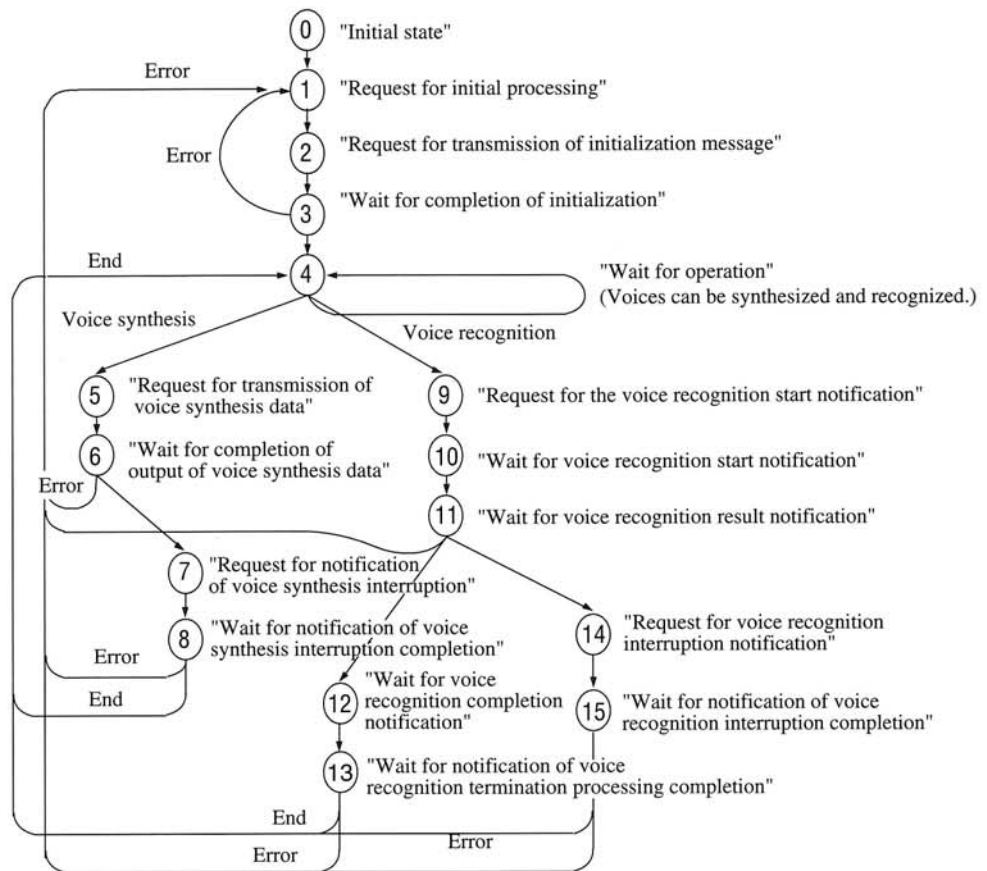 0 "Initial state"
Error
1 "Request for initial processing"
2 "Request for transmission of initialization message"
Error
3 "Wait for completion of initialization"
End
4 "Wait for operation"
(Voices can be synthesized and recognized.)
Voice synthesis
Voice recognition
5 "Request for transmission of
voice synthesis data"
9 "Request for the voice recognition start notification"
6 "Wait for completion of
output of voice synthesis data"
10 "Wait for voice recognition start notification"
Error
11 "Wait for voice recognition result notification"
7 "Request for notification
of voice synthesis interruption"
8 "Wait for notification of voice
synthesis interruption completion"
14 "Request for voice recognition
interruption notification"
Error
End
12 "Wait for voice
recognition completion
notification"
15 "Wait for notification of voice
recognition interruption completion"
13 "Wait for notification of voice
recognition termination processing completion"
End
Error
Error